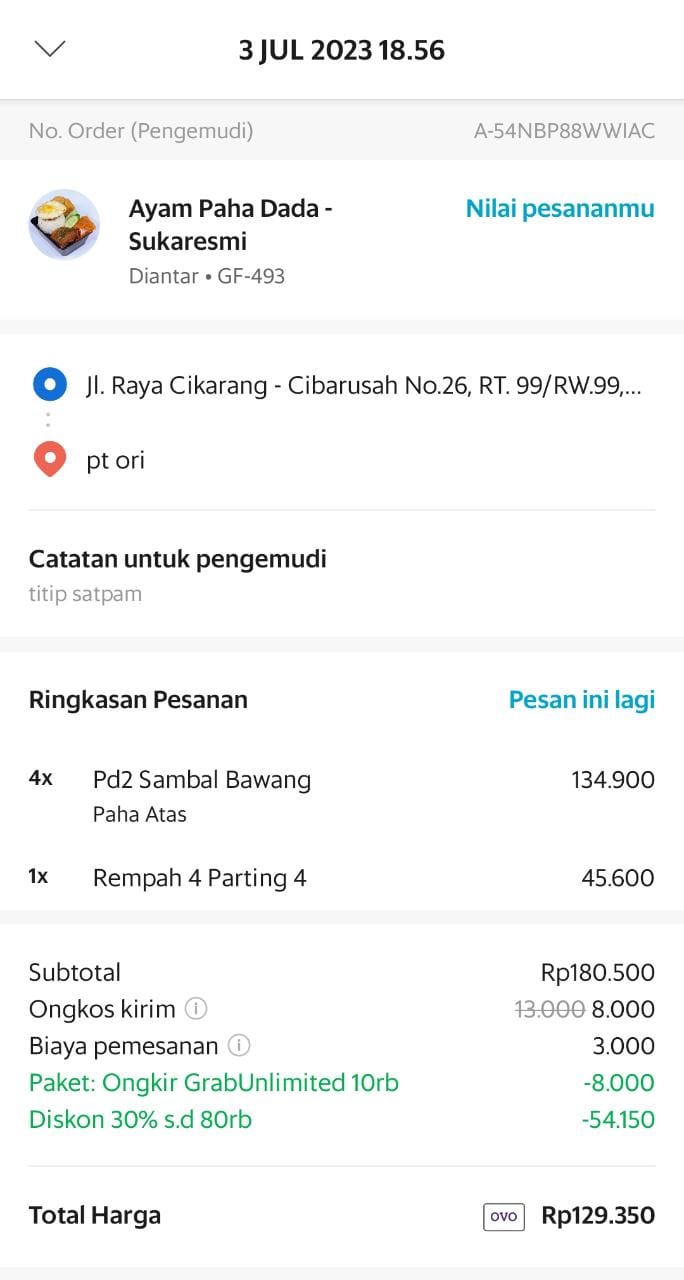 3 JUL 2023 18.56
No. Order (Pengemudi) A-54NBP88WWIAC
Ayam Paha Dada - Nilai pesananmu
Sukaresmi
Diantar • GF-493
Jl. Raya Cikarang - Cibarusah No.26, RT. 99/RW.99,...
pt ori
Catatan untuk pengemudi
titip satpam
Ringkasan Pesanan Pesan ini lagi
4x Pd2 Sambal Bawang 134.900
Paha Atas
1x Rempah 4 Parting 4 45.600
Subtotal Rp180.500
Ongkos kirim 13.000 8.000
Biaya pemesanan 3.000
Paket: Ongkir GrabUnlimited 10rb -8.000
Diskon 30% s.d 80rb -54.150
Total Harga OVO Rp129.350